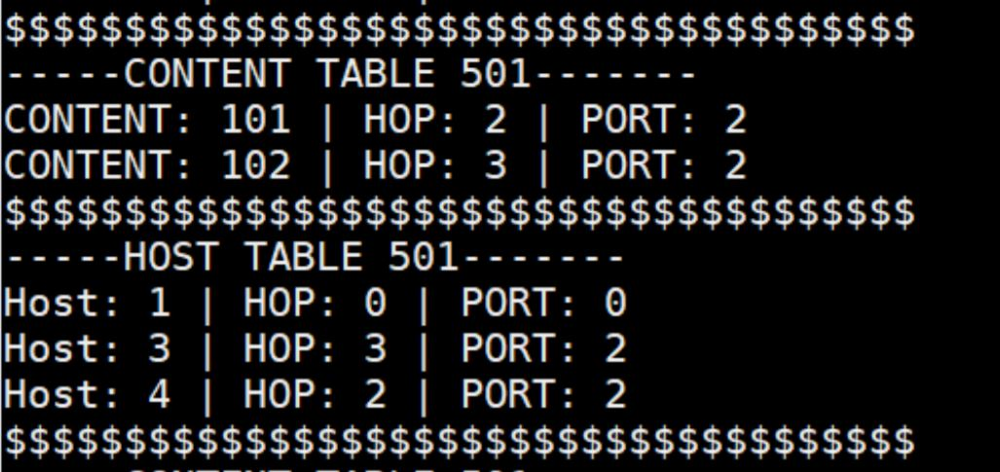 $$$$$$$$$$$$$$$$$$$$$$$$$$$$$$$$$$$$$$
-----CONTENT TABLE 501-------
CONTENT: 101 | HOP: 2 | PORT: 2
CONTENT: 102 | HOP: 3 | PORT: 2
$$$$$$$$$$$$$$$$$$$$$$$$$$$$$$$$$$$$$$
-----HOST TABLE 501-------
Host: 1 | HOP: 0 | PORT: 0
Host: 3 | HOP: 3 | PORT: 2
Host: 4 | HOP: 2 | PORT: 2
$$$$$$$$$$$$$$$$$$$$$$$$$$$$$$$$$$$$$$